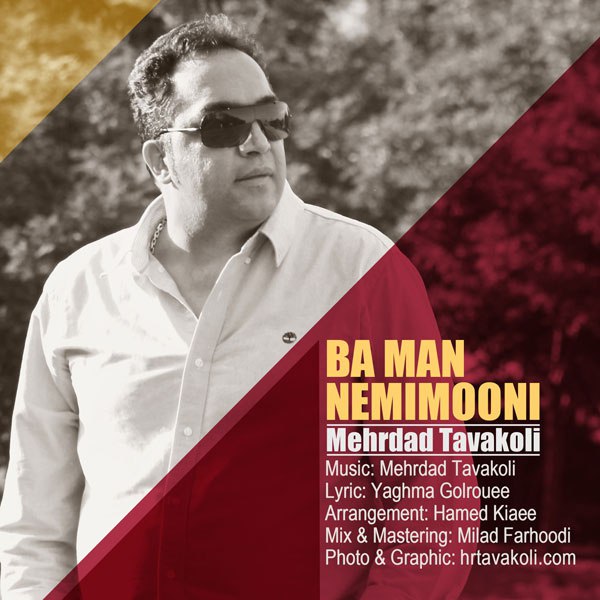 BA MAN
NEMIMOONI
Mehrdad Tavakoli
Music: Mehrdad Tavakoli
Lyric: Yaghma Golrouee
Arrangement: Hamed Kiaee
Mix & Mastering: Milad Farhoodi
Photo & Graphic: hrtavakoli.com